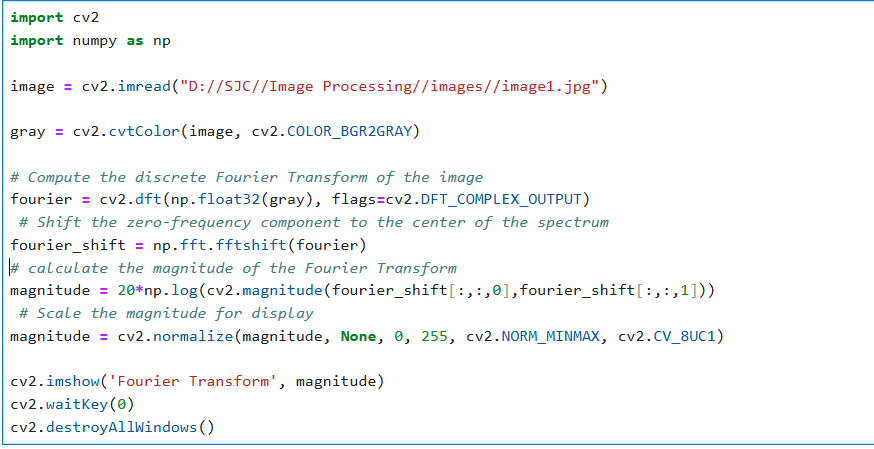 import cv2
import numpy as np
image = cv2.imread("D://SJC//Image Processing//images//image1.jpg")
gray = cv2.cvtColor(image, cv2.COLOR_BGR2GRAY)
# Compute the discrete Fourier Transform of the image
fourier = cv2.dft(np.float32(gray), flags=cv2.DFT_COMPLEX_OUTPUT)
# Shift the zero-frequency component to the center of the spectrum
fourier_shift = np.fft.fftshift(fourier)
# calculate the magnitude of the Fourier Transform
magnitude = 20*np.log(cv2.magnitude(fourier_shift[:,:,0],fourier_shift[:,:,1]))
# Scale the magnitude for display
magnitude = cv2.normalize(magnitude, None, 0, 255, cv2.NORM_MINMAX, cv2.CV_8UC1)
cv2.imshow('Fourier Transform', magnitude)
cv2.waitKey(0)
cv2.destroyAllWindows()